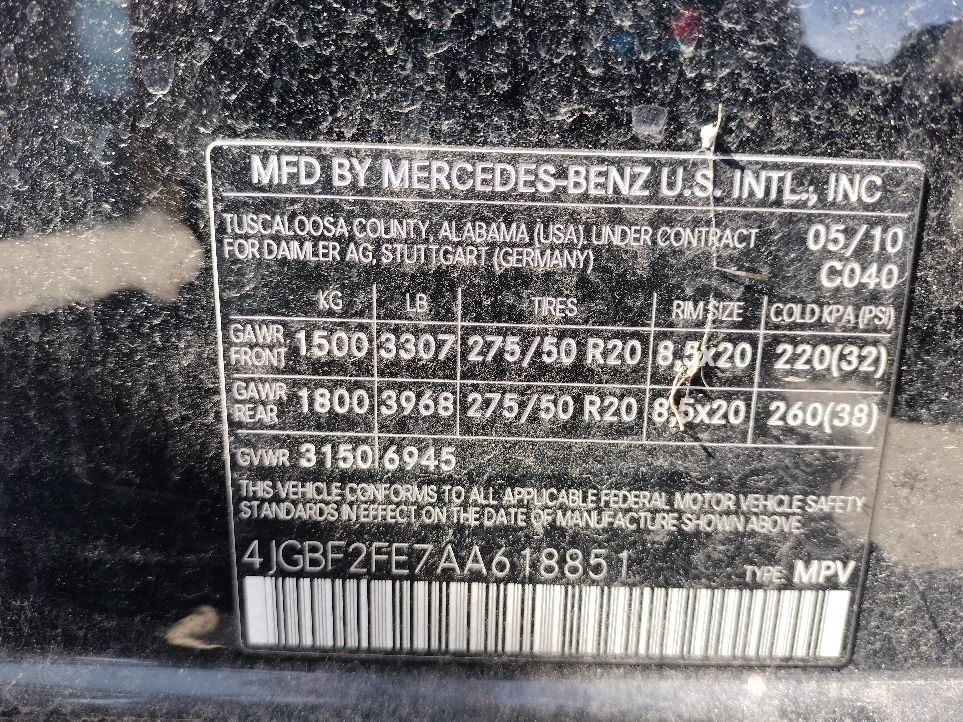 MFD BY MERCEDES-BENZ U.S. INTL., INC
TUSCALOOSA COUNTY, ALABAMA (USA), UNDER CONTRACT
FOR DAIMLER AG, STUTTGART (GERMANY)
05/10
C040
KG LB TIRES RIM SIZE COLD KPA (PSI)
GAWR FRONT 1500 3307 275/50 R20 8,5x20 220(32)
GAWR REAR 1800 3968 275/50 R20 8,5x20 260(38)
GVWR 3150 6945
THIS VEHICLE CONFORMS TO ALL APPLICABLE FEDERAL MOTOR VEHICLE SAFETY
STANDARDS IN EFFECT ON THE DATE OF MANUFACTURE SHOWN ABOVE.
4JGBF2FE7AA618851 TYPE: MPV